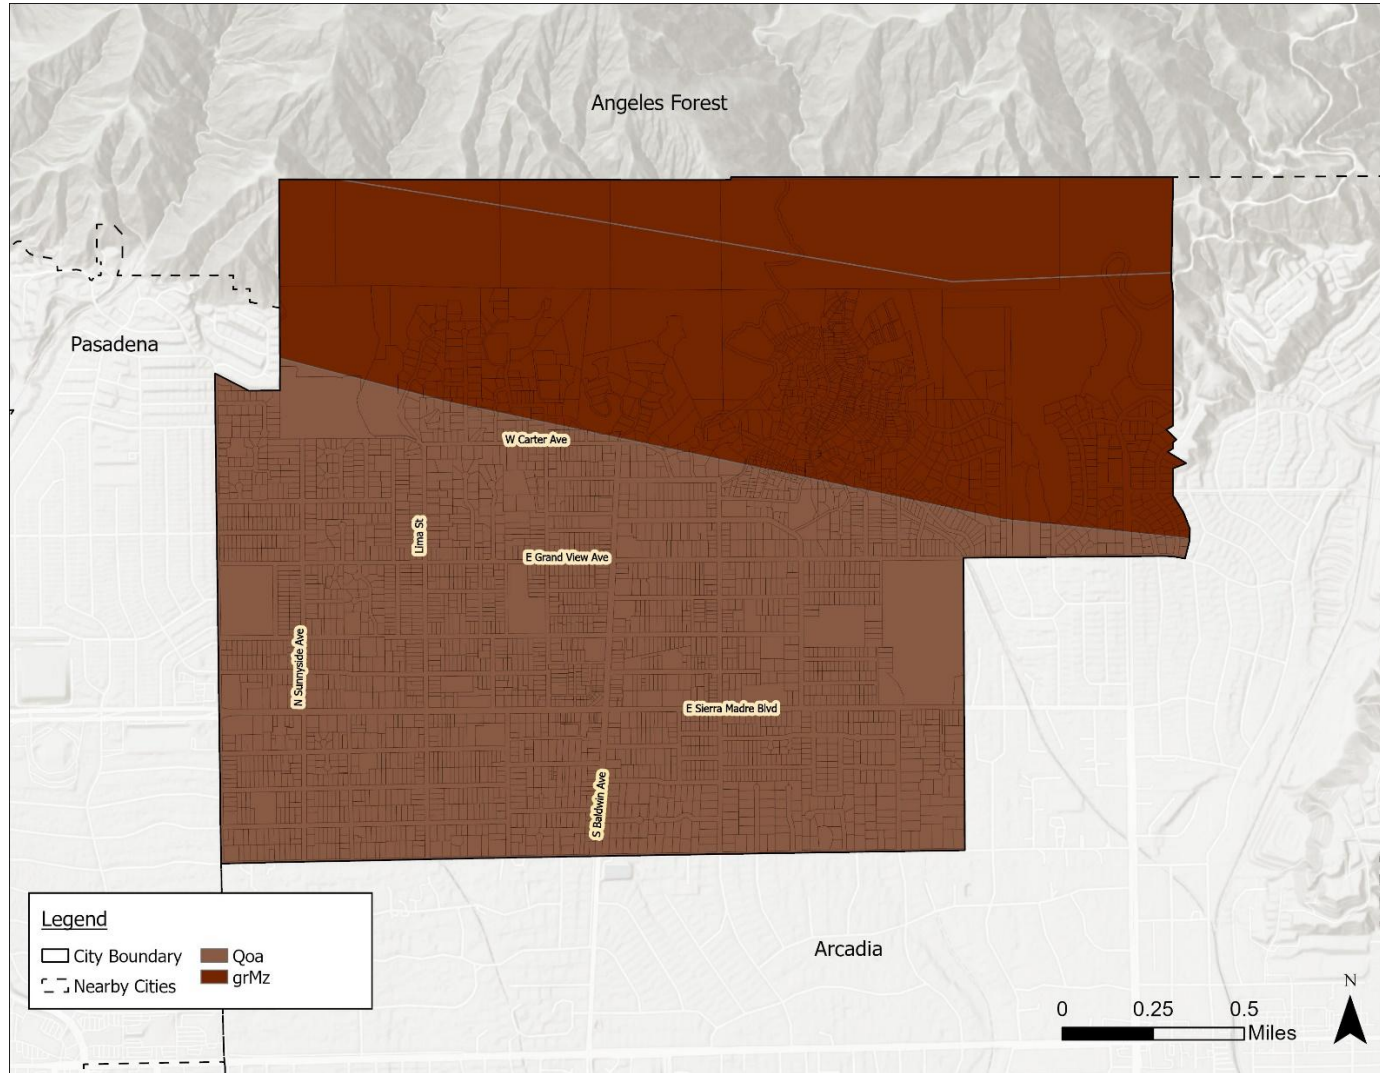 Angeles Forest
Pasadena
W Carter Ave
Lima St
E Grand View Ave
N Sunnyside Ave
E Sierra Madre Blvd
S Baldwin Ave
Arcadia
Legend
City Boundary
Nearby Cities
Qoa
grMz
0 0.25 0.5
Miles
N